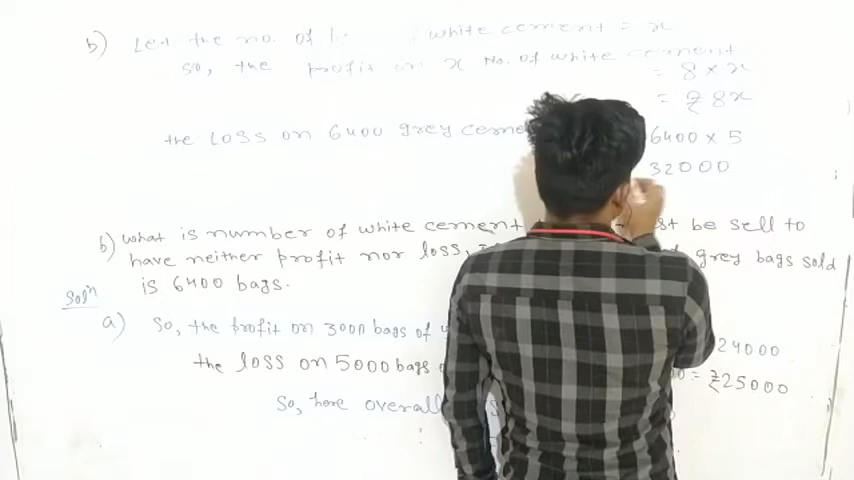 b) Let the no. of white cement = x
so, the profit on x No. of white cement
= 8 × x
= ₹ 8x
the Loss on 6400 grey ceme 6400 × 5
32000
b) what is number of white cement be sell to
have neither profit nor loss, grey bags sold
is 6400 bags.
Solⁿ
a) So, the profit on 3000 bags of 24000
the loss on 5000 bags = ₹25000
So, here overall